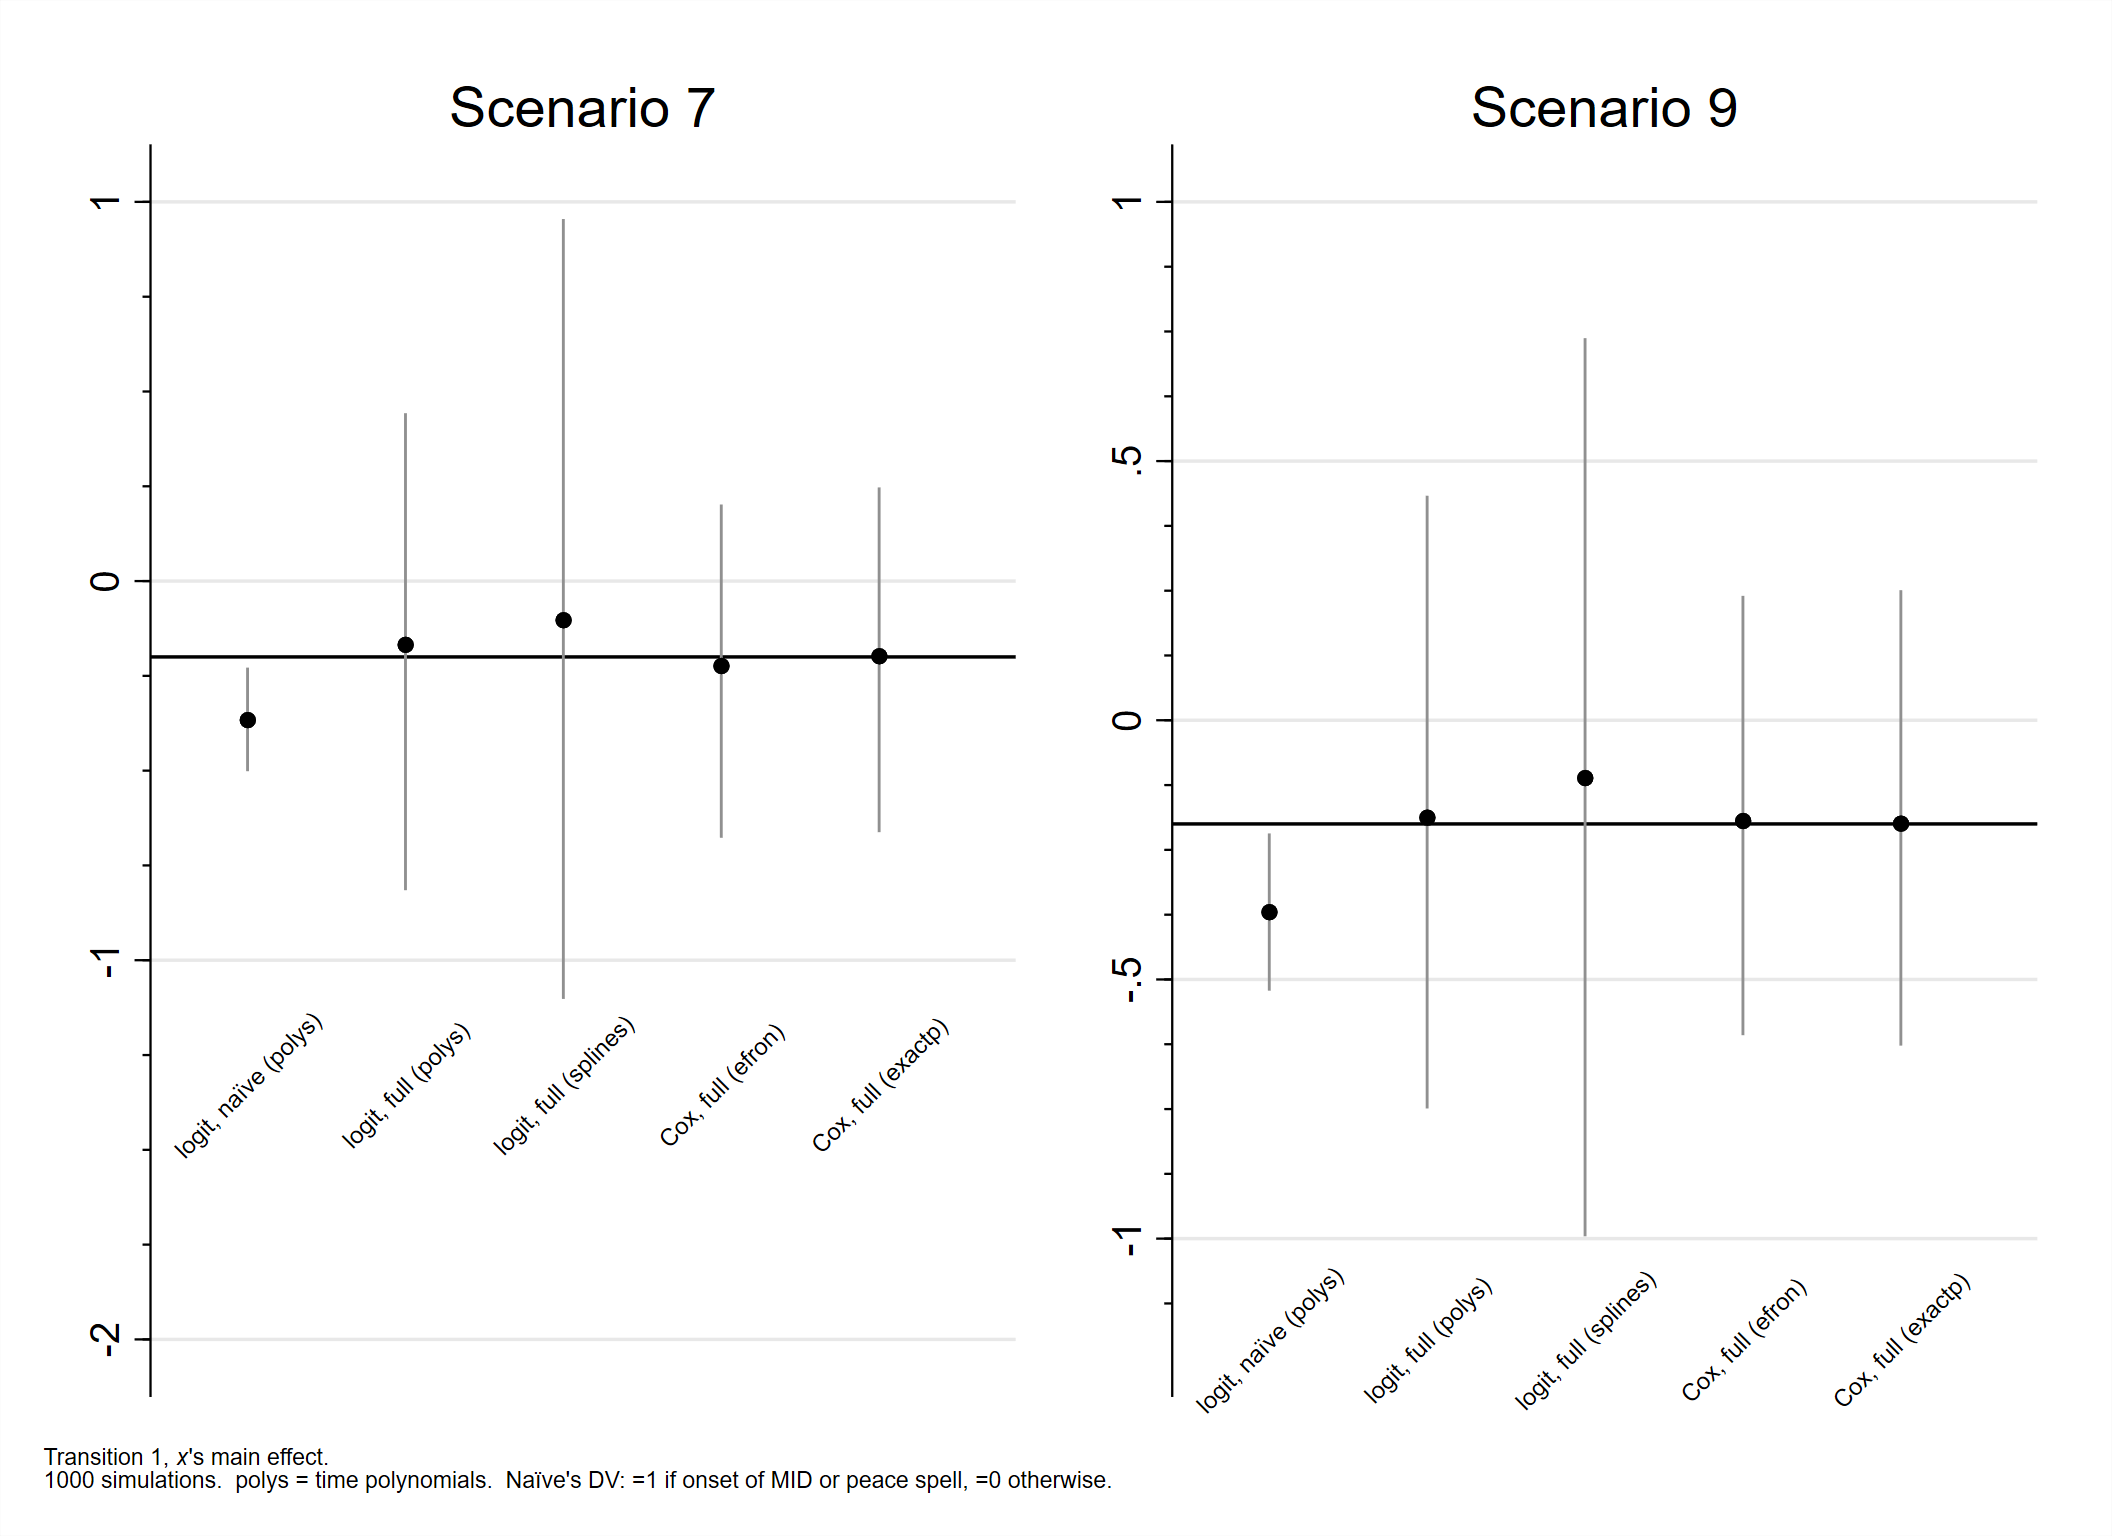 Scenario 7
1
0
-1
-2
logit, naïve (polys)
logit, full (polys)
logit, full (splines)
Cox, full (efron)
Cox, full (exactp)
Scenario 9
1
.5
0
-.5
-1
logit, naïve (polys)
logit, full (polys)
logit, full (splines)
Cox, full (efron)
Cox, full (exactp)
Transition 1, x's main effect.
1000 simulations.  polys = time polynomials.  Naïve's DV: =1 if onset of MID or peace spell, =0 otherwise.